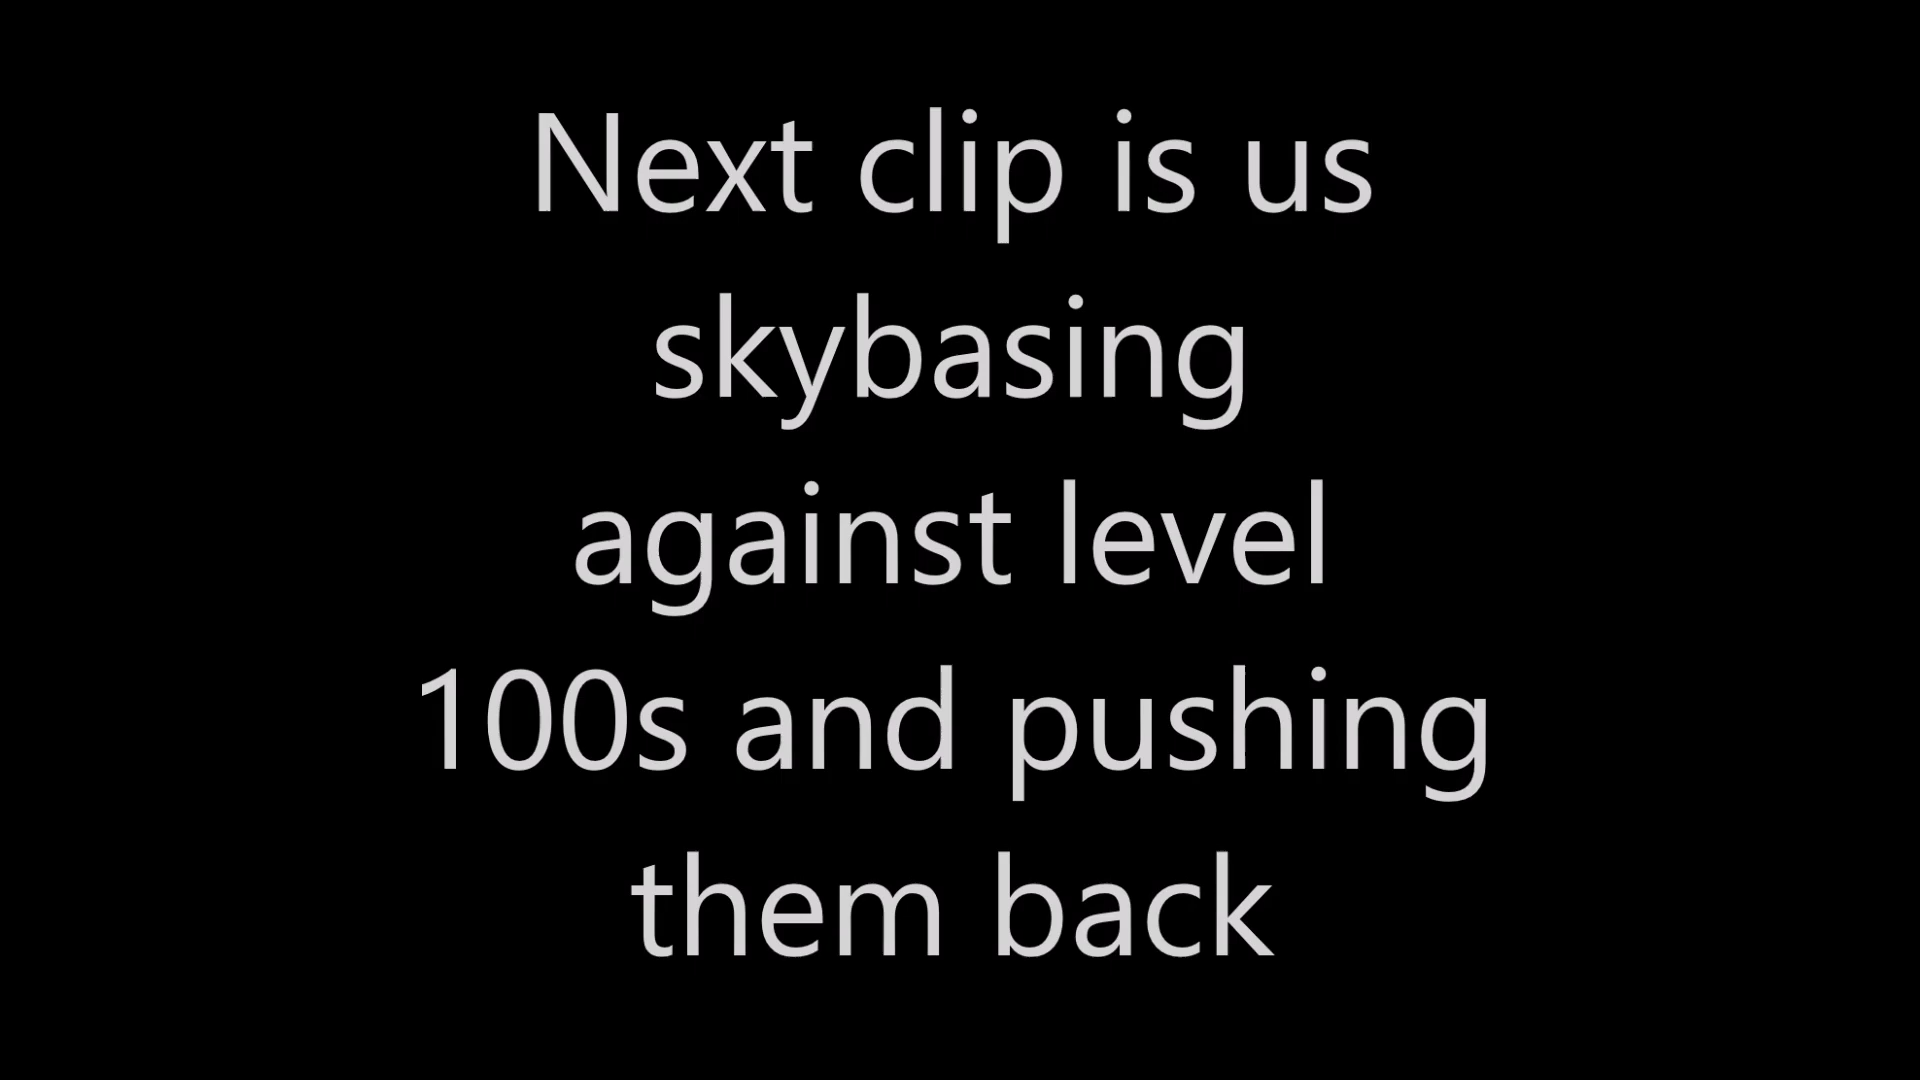 Next clip is us
skybasing
against level
100s and pushing
them back